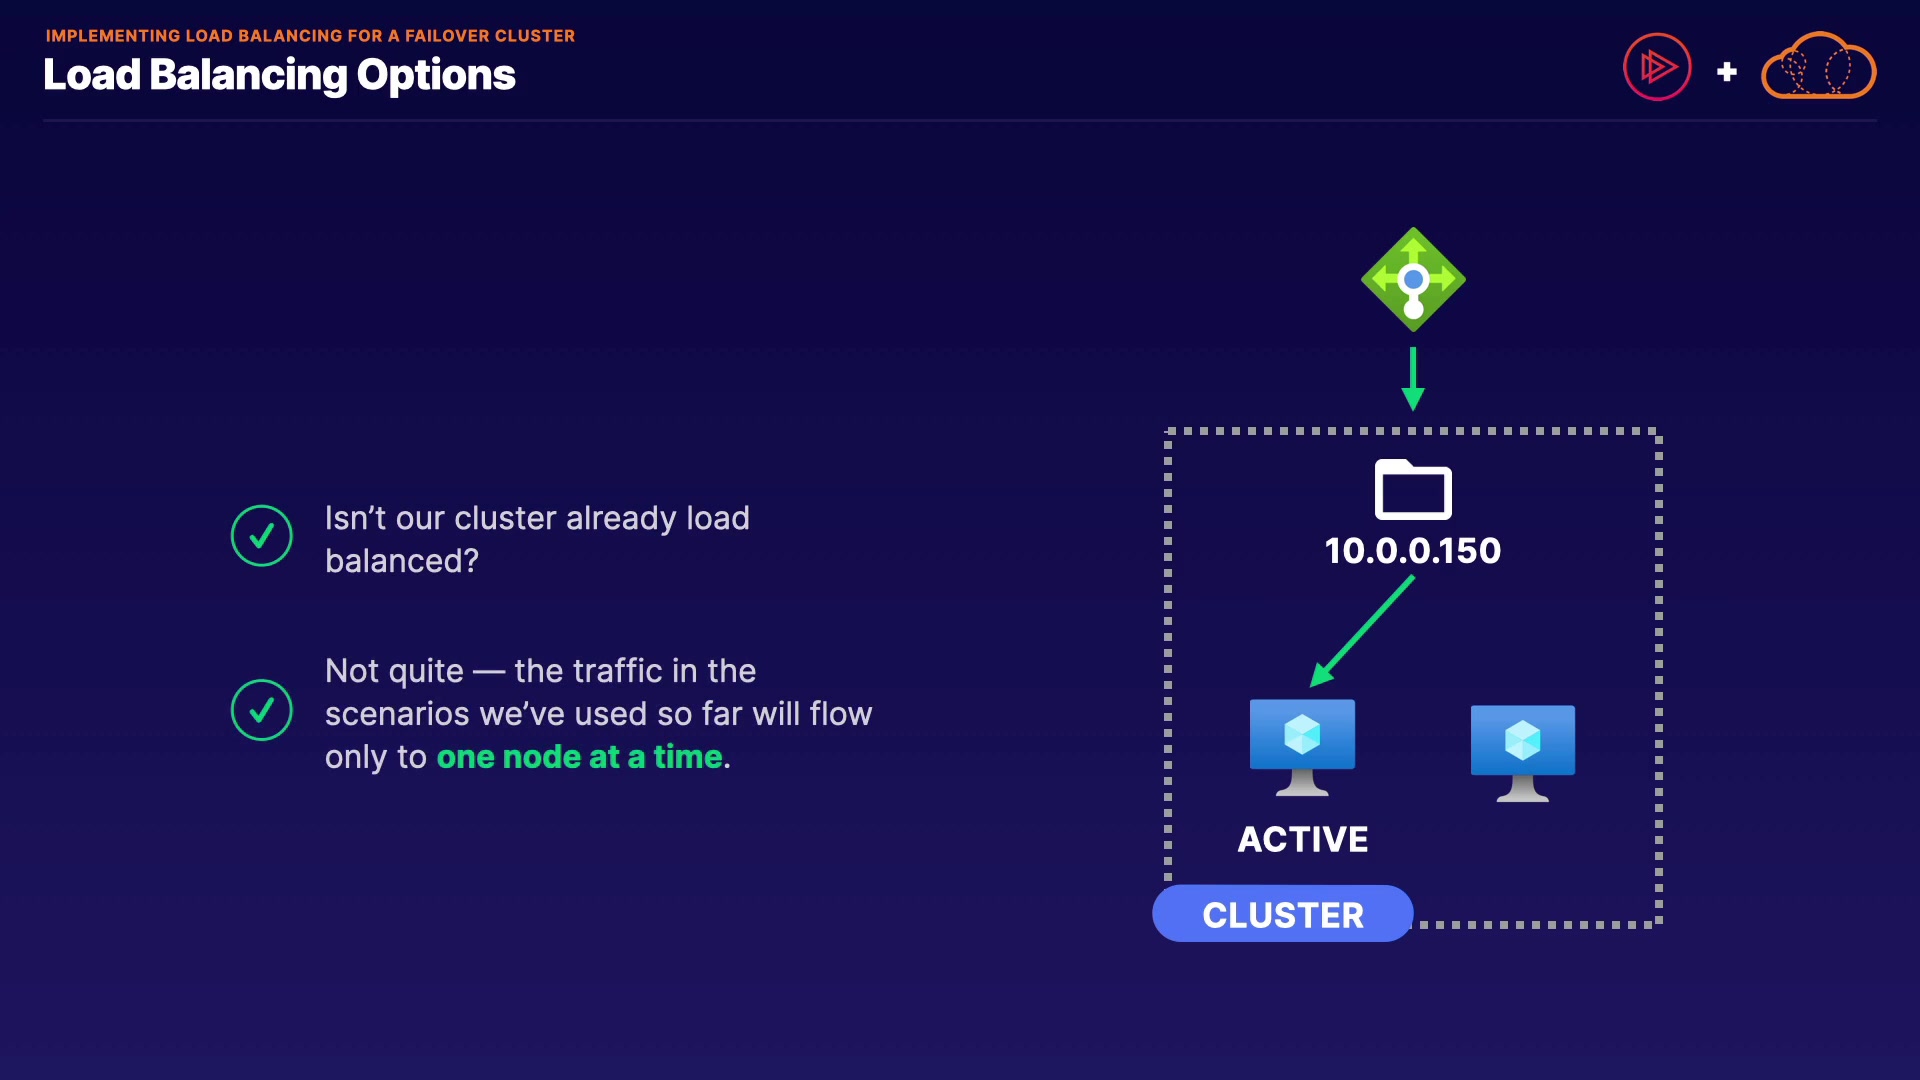 IMPLEMENTING LOAD BALANCING FOR A FAILOVER CLUSTER
Load Balancing Options
Isn’t our cluster already load
balanced?
Not quite — the traffic in the
scenarios we’ve used so far will flow
only to one node at a time.
10.0.0.150
ACTIVE
CLUSTER